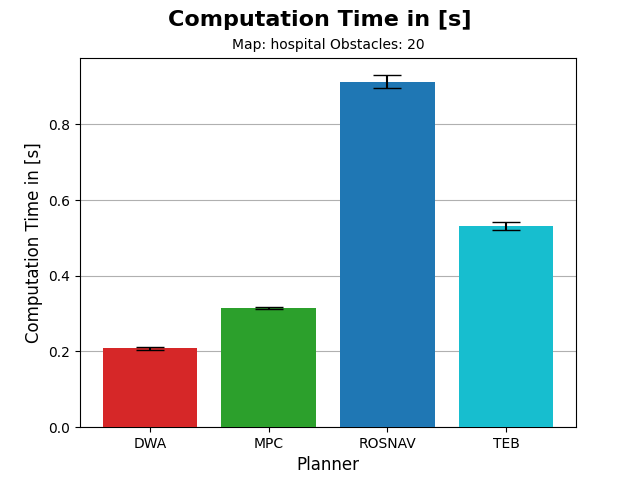 Computation Time in [s]
Map: hospital Obstacles: 20
Computation Time in [s]
0.8
0.6
0.4
0.2
0.0
DWA MPC ROSNAV TEB
Planner